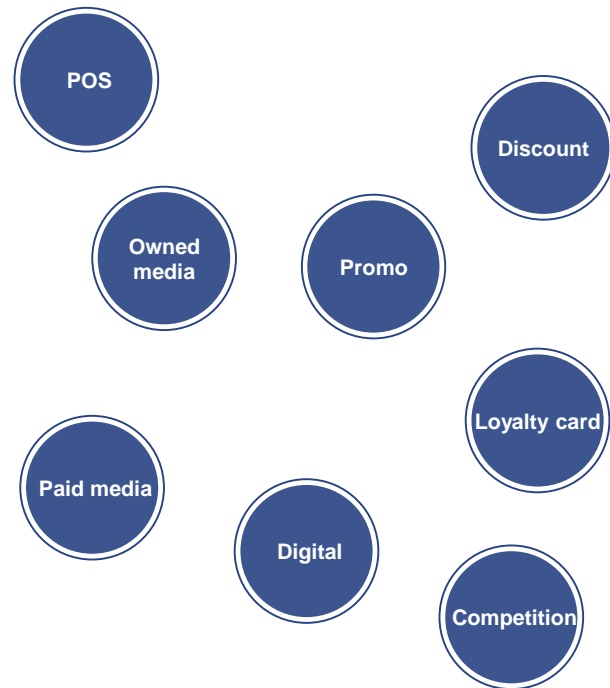 POS
Discount
Owned
media
Promo
Loyalty card
Paid media
Digital
Competition